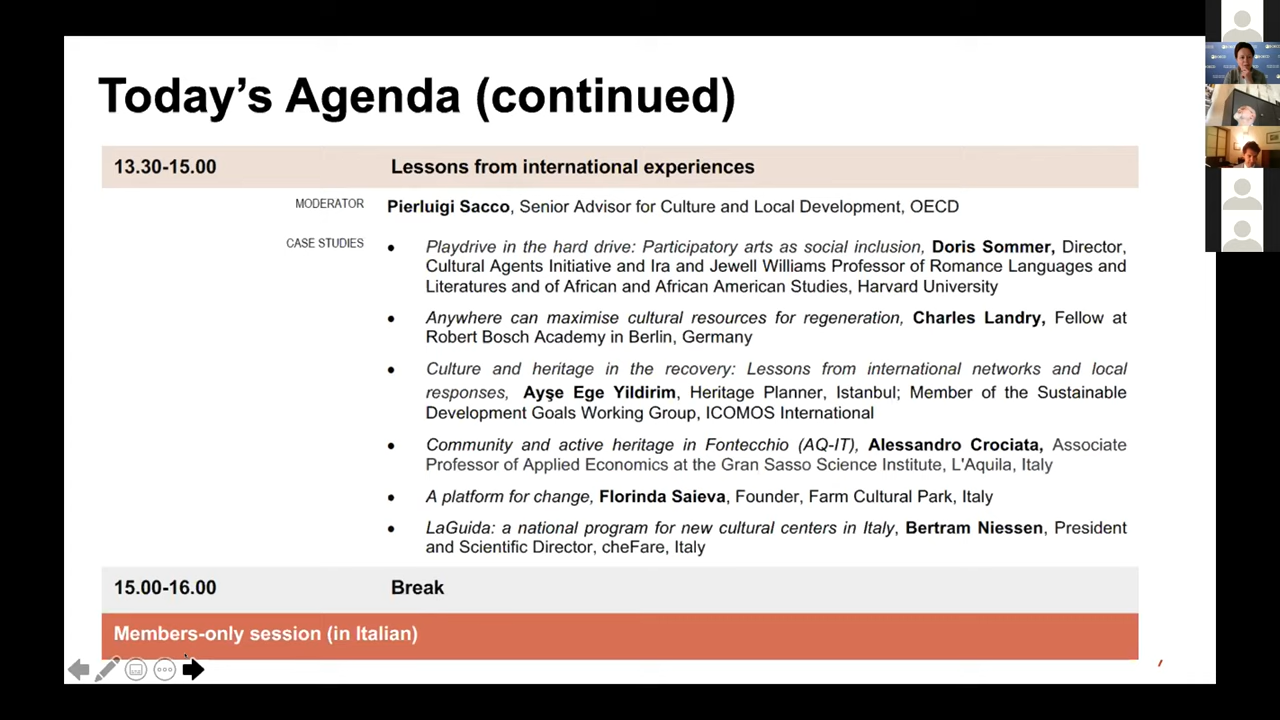 Today’s Agenda (continued)
13.30-15.00 Lessons from international experiences
MODERATOR Pierluigi Sacco, Senior Advisor for Culture and Local Development, OECD
CASE STUDIES • Playdrive in the hard drive: Participatory arts as social inclusion, Doris Sommer, Director,
Cultural Agents Initiative and Ira and Jewell Williams Professor of Romance Languages and
Literatures and of African and African American Studies, Harvard University
• Anywhere can maximise cultural resources for regeneration, Charles Landry, Fellow at
Robert Bosch Academy in Berlin, Germany
• Culture and heritage in the recovery: Lessons from international networks and local
responses, Ayşe Ege Yildirim, Heritage Planner, Istanbul; Member of the Sustainable
Development Goals Working Group, ICOMOS International
• Community and active heritage in Fontecchio (AQ-IT), Alessandro Crociata, Associate
Professor of Applied Economics at the Gran Sasso Science Institute, L'Aquila, Italy
• A platform for change, Florinda Saieva, Founder, Farm Cultural Park, Italy
• LaGuida: a national program for new cultural centers in Italy, Bertram Niessen, President
and Scientific Director, cheFare, Italy
15.00-16.00 Break
Members-only session (in Italian)